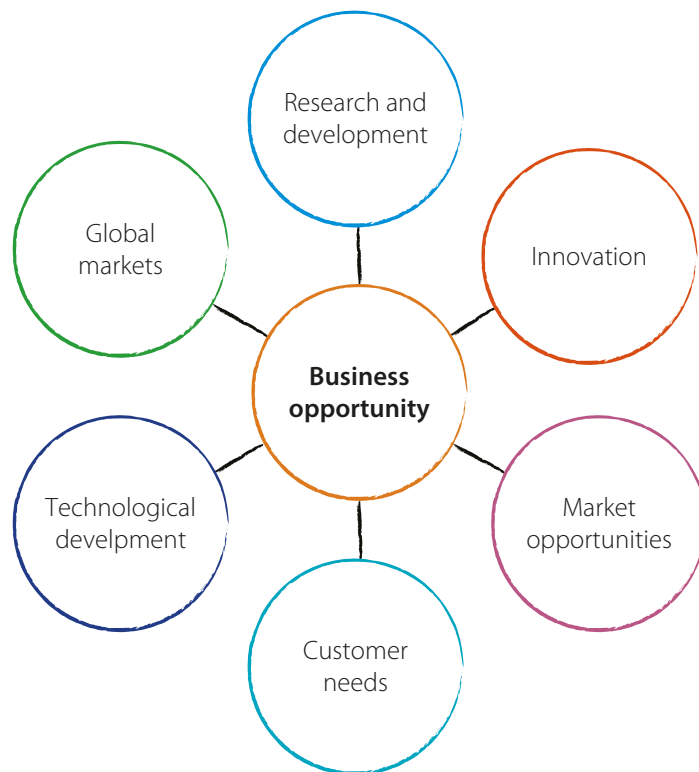 Research and
development
Global
markets
Innovation
Business
opportunity
Technological
develpment
Market
opportunities
Customer
needs